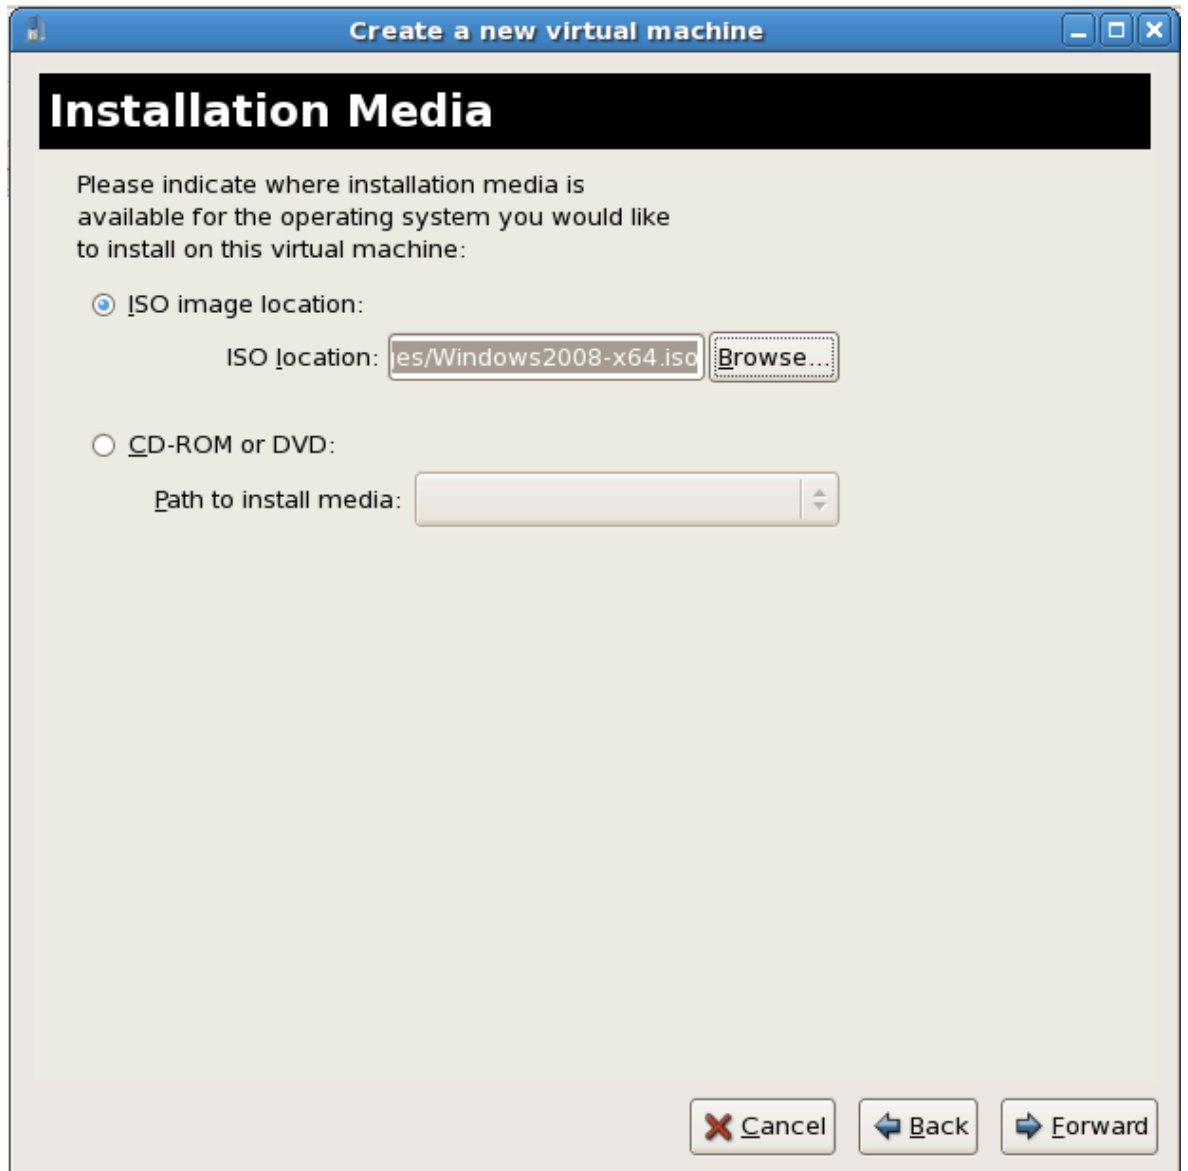 Create a new virtual machine
Installation Media
Please indicate where installation media is
available for the operating system you would like
to install on this virtual machine:
ISO image location:
ISO location: es/Windows2008-x64.iso Browse...
CD-ROM or DVD:
Path to install media:
Cancel Back Forward